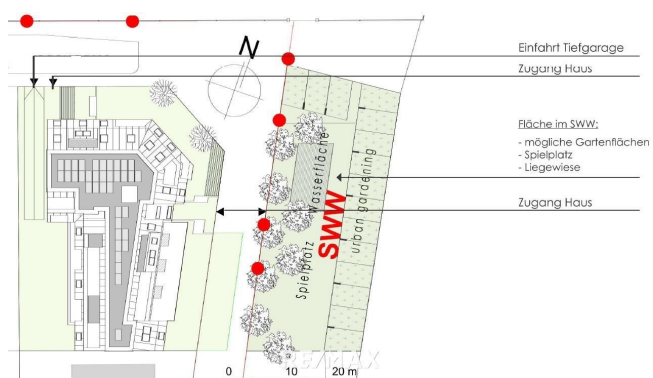 N
Einfahrt Tiefgarage
Zugang Haus
Fläche im SWW:
- mögliche Gartenflächen
- Spielplatz
- Liegewiese
Zugang Haus
Wasserfläche
urban gardening
SWW
Spielplatz
RE/MAX
0 10 20 m